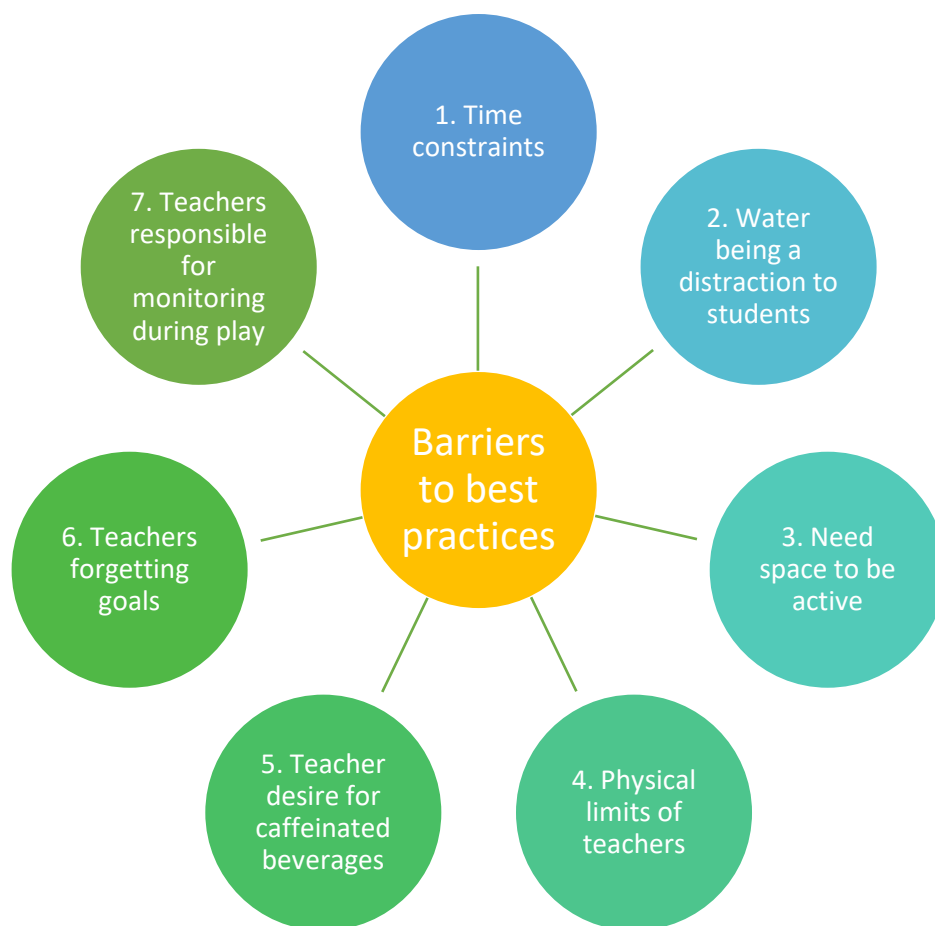 1. Time
constraints
2. Water
being a
distraction to
students
3. Need
space to be
active
4. Physical
limits of
teachers
5. Teacher
desire for
caffeinated
beverages
6. Teachers
forgetting
goals
7. Teachers
responsible
for
monitoring
during play
Barriers
to best
practices